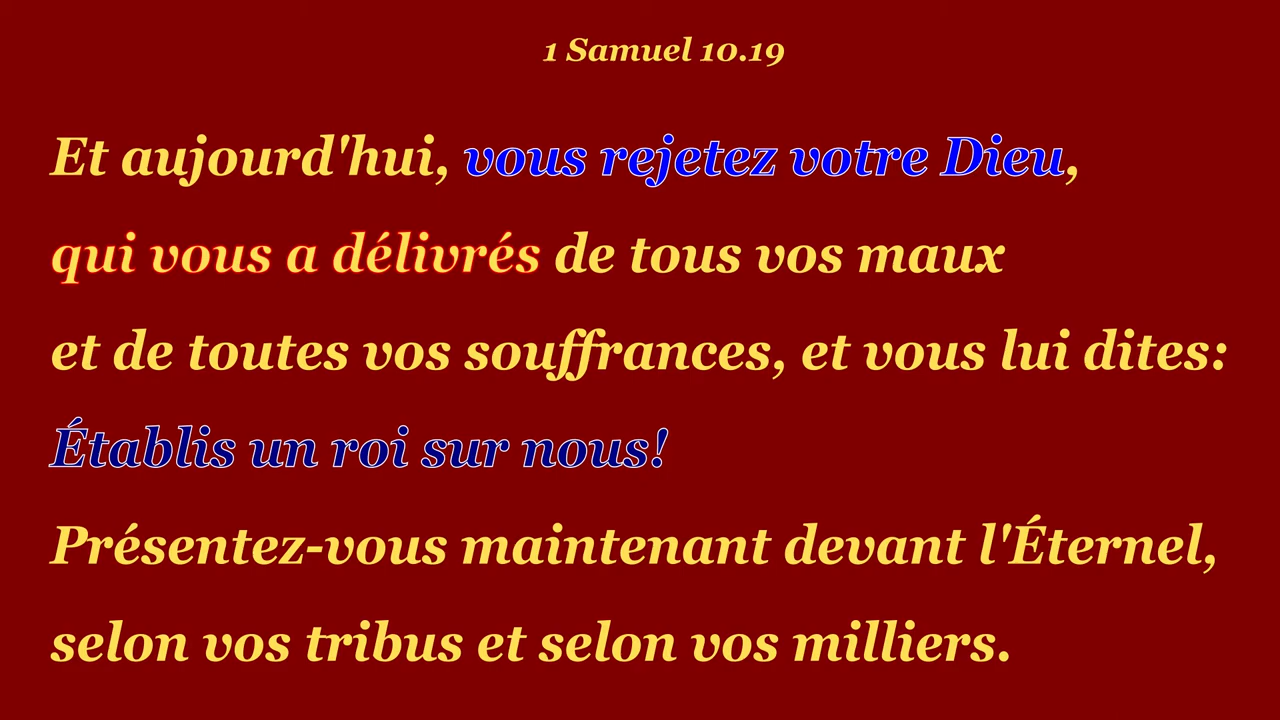 1 Samuel 10.19
Et aujourd'hui, vous rejetez votre Dieu,
qui vous a délivrés de tous vos maux
et de toutes vos souffrances, et vous lui dites:
Établis un roi sur nous!
Présentez-vous maintenant devant l'Éternel,
selon vos tribus et selon vos milliers.